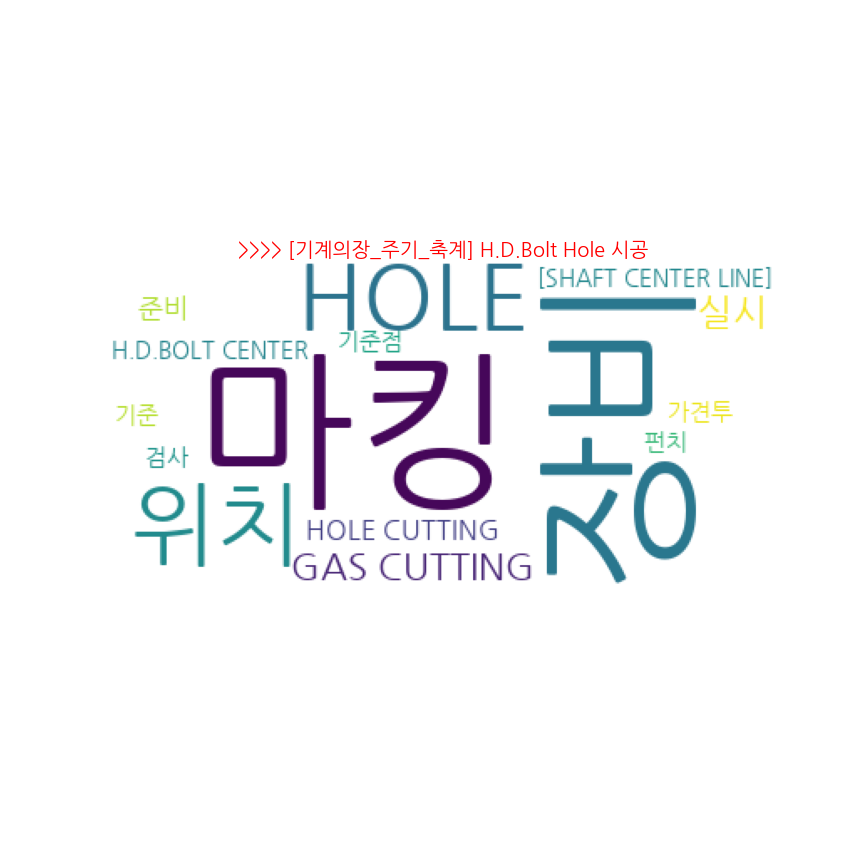 >>>> [기계의장_주기_축계] H.D.Bolt Hole 시공
HOLE
[SHAFT CENTER LINE]
준비
실시
기준점
H.D.BOLT CENTER
마킹
장비
기준
가견투
펀치
검사
위치
HOLE CUTTING
GAS CUTTING